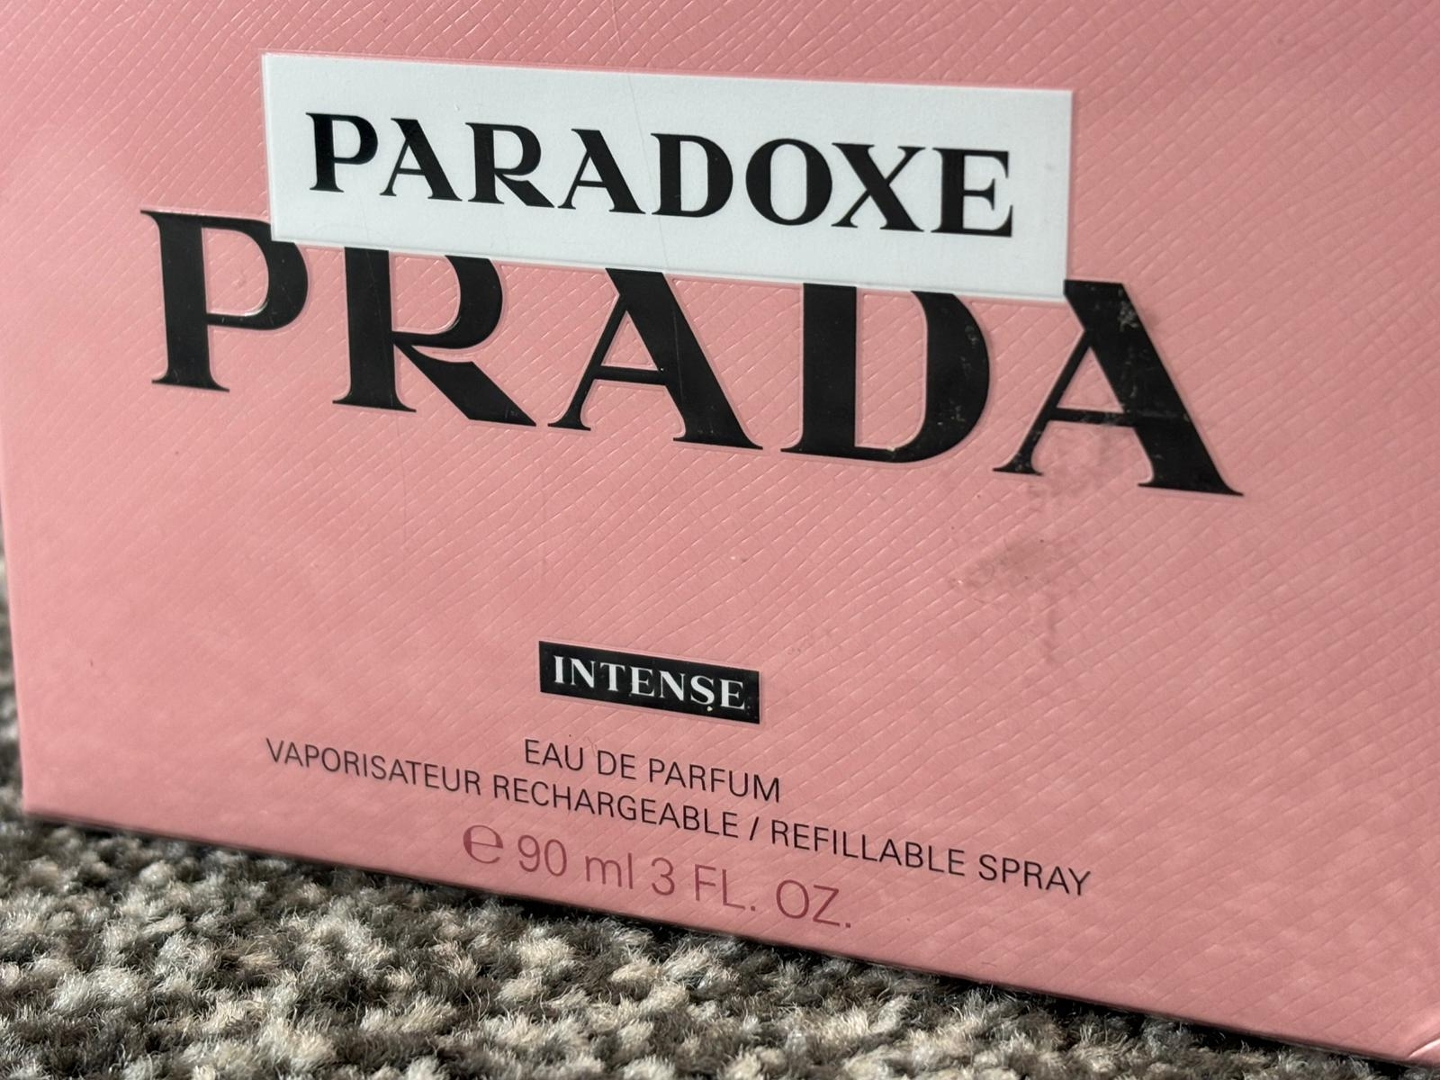 PARADOXE
PRADA
INTENSE
EAU DE PARFUM
VAPORISATEUR RECHARGEABLE / REFILLABLE SPRAY
℮ 90 ml 3 FL. OZ.